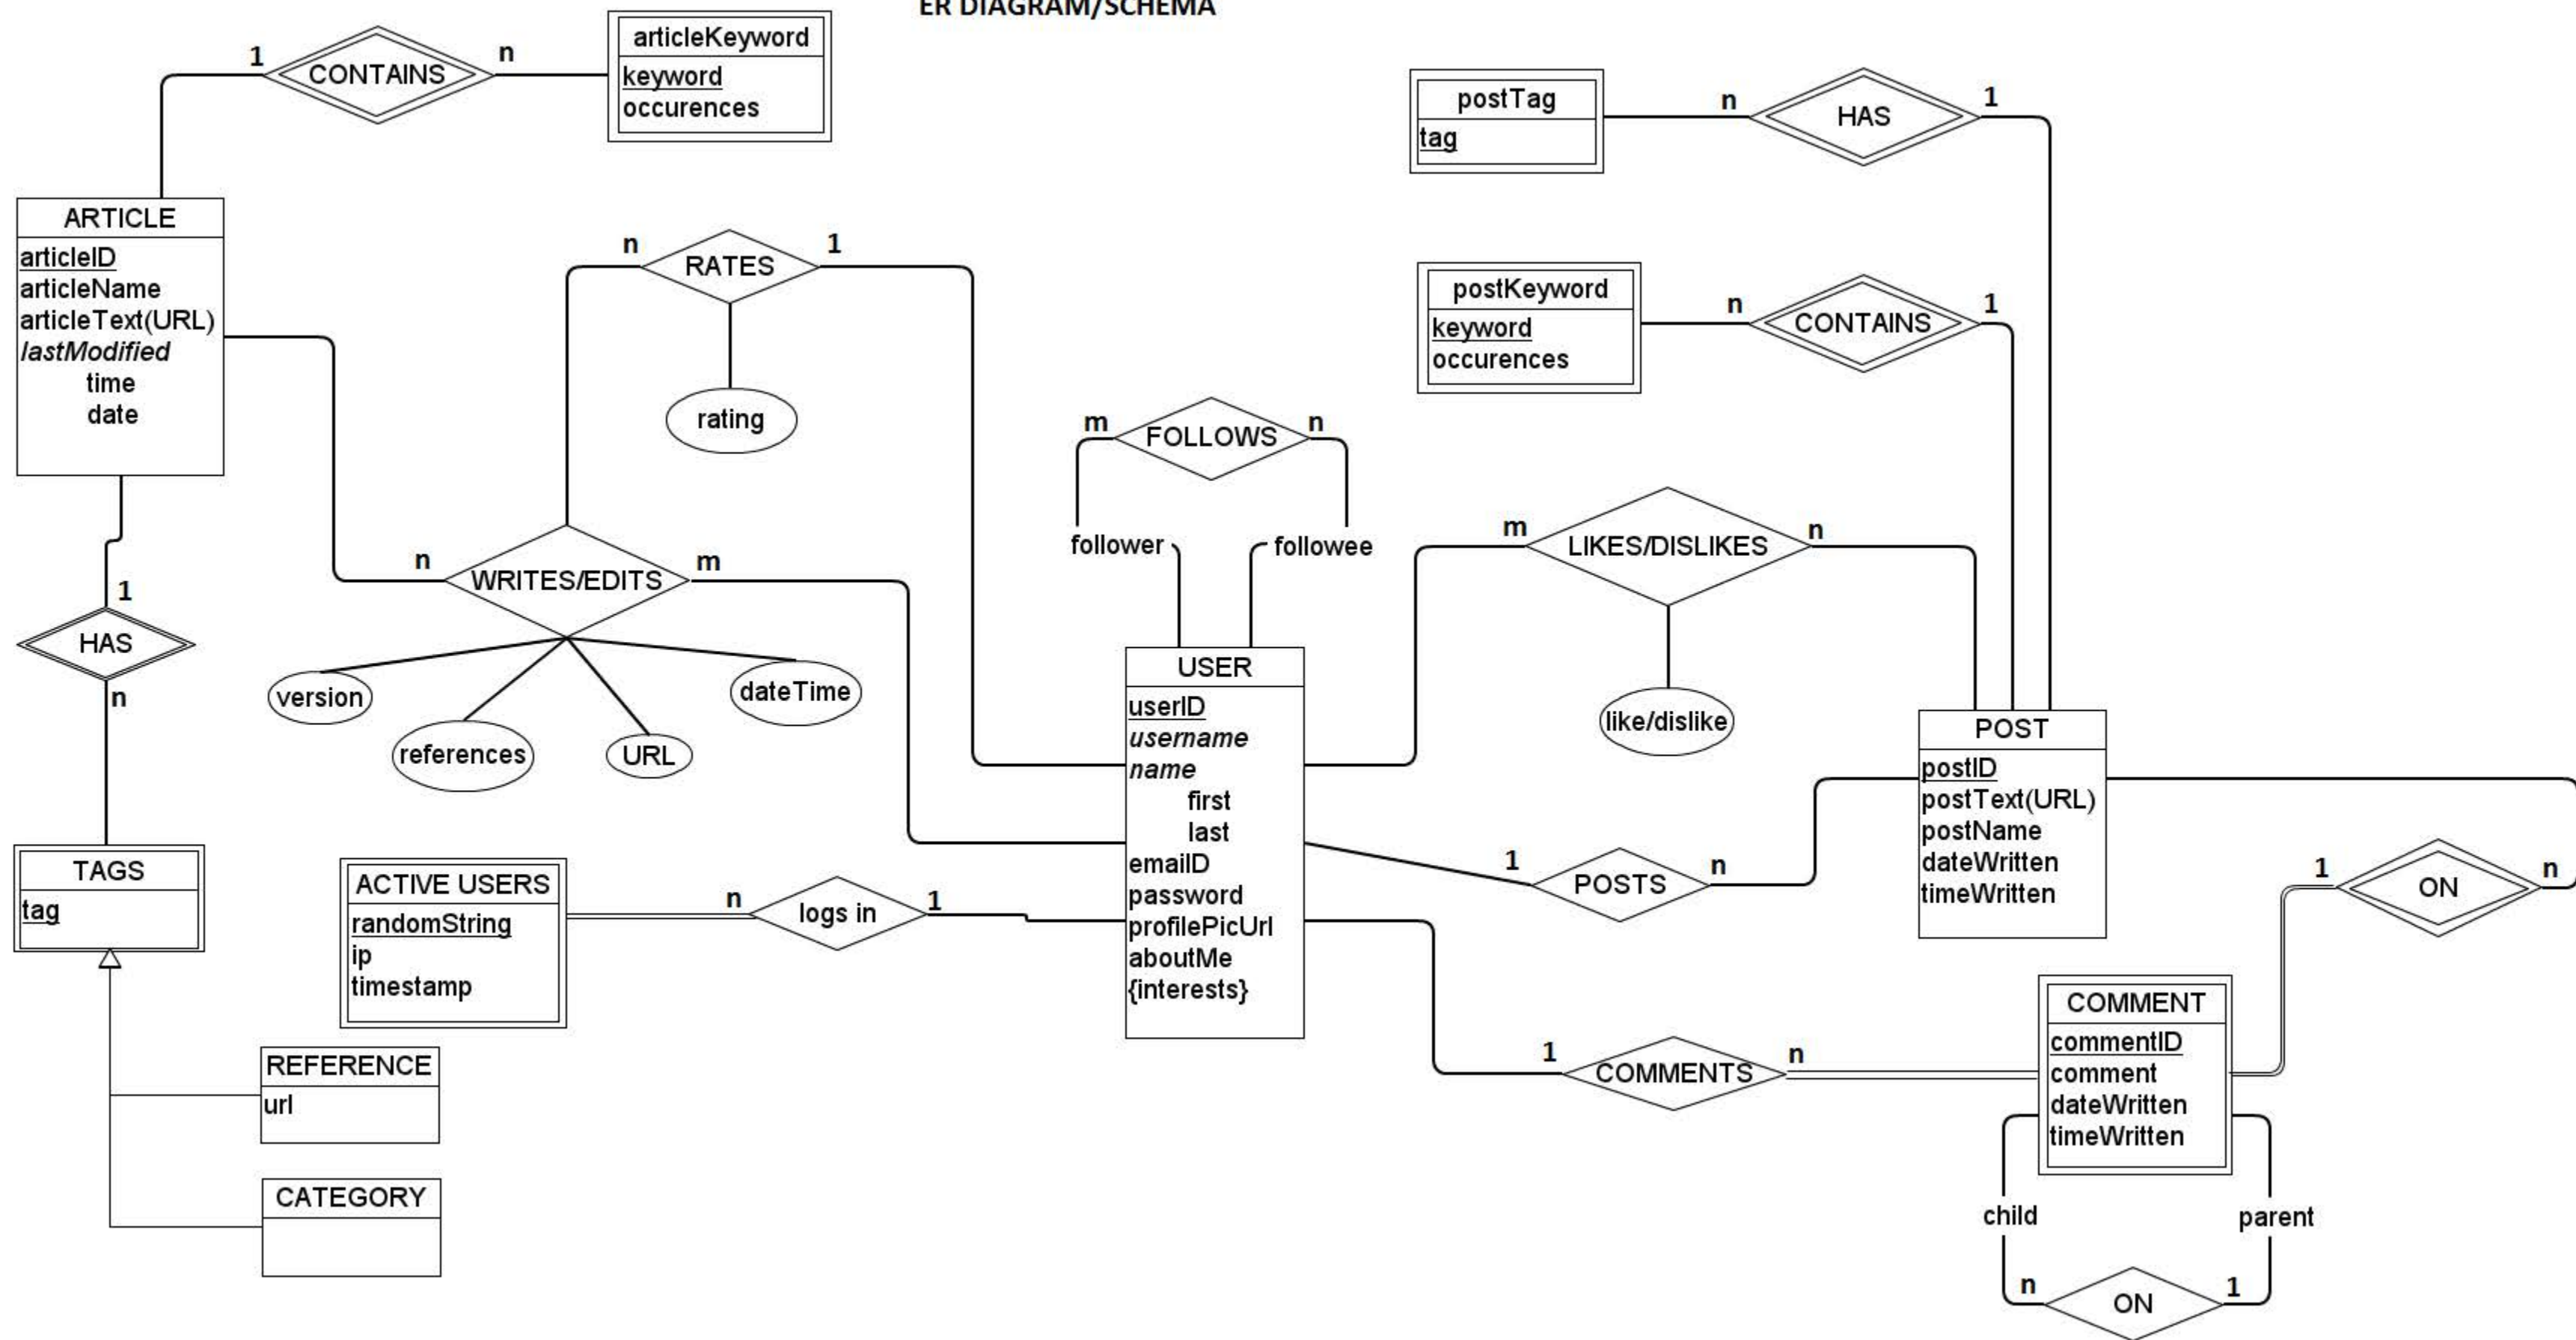 ER DIAGRAM/SCHEMA
1
CONTAINS
n
articleKeyword
keyword
occurences
postTag
tag
n
HAS
1
ARTICLE
articleID
articleName
articleText(URL)
lastModified
time
date
n
RATES
1
rating
postKeyword
keyword
occurences
n
CONTAINS
1
m
FOLLOWS
n
follower
followee
m
LIKES/DISLIKES
n
like/dislike
n
WRITES/EDITS
m
version
references
URL
dateTime
1
HAS
n
TAGS
tag
USER
userID
username
name
first
last
emailID
password
profilePicUrl
aboutMe
{interests}
POST
postID
postText(URL)
postName
dateWritten
timeWritten
ACTIVE USERS
randomString
ip
timestamp
n
logs in
1
1
POSTS
n
1
ON
n
REFERENCE
url
CATEGORY
1
COMMENTS
n
COMMENT
commentID
comment
dateWritten
timeWritten
child
parent
n
ON
1